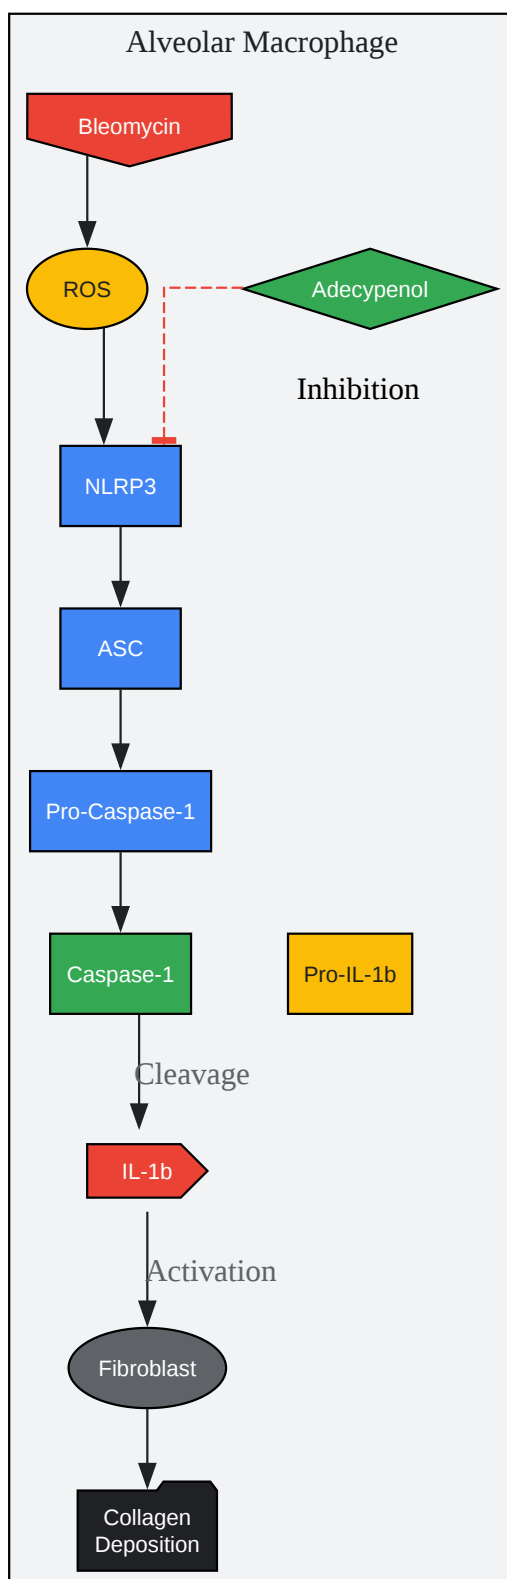 Alveolar Macrophage
Bleomycin
ROS
Adecypenol
Inhibition
NLRP3
ASC
Pro-Caspase-1
Caspase-1
Pro-IL-1b
Cleavage
IL-1b
Activation
Fibroblast
Collagen
Deposition